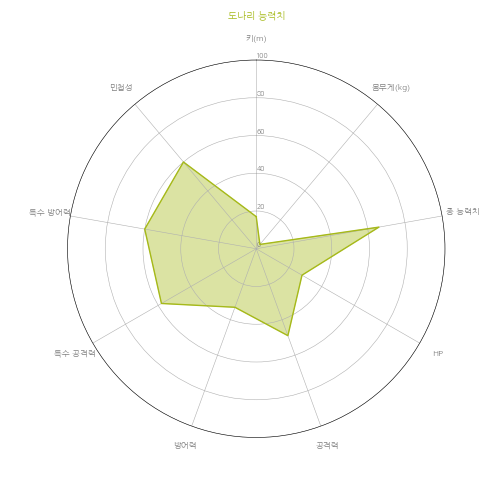 도나리 능력치
키(m)
100
민첩성
몸무게(kg)
80
60
40
특수 방어력
20
총 능력치
0
특수 공격력
HP
방어력
공격력